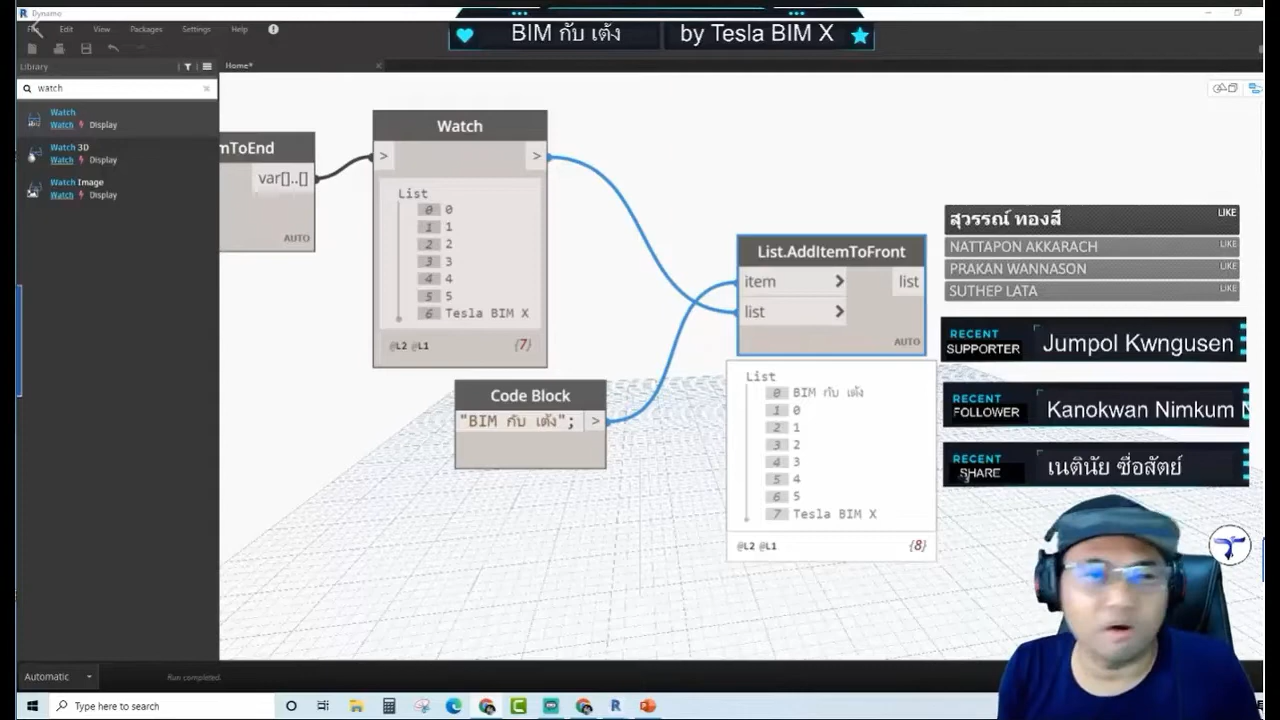 Dynamo
File Edit View Packages Settings Help
BIM กับ เต้ง
by Tesla BIM X
Library
Home*
watch
Watch
Watch Display
Watch 3D
Watch Display
Watch Image
Watch Display
mToEnd
var[]..[]
AUTO
Watch
>
>
List
0 0
1 1
2 2
3 3
4 4
5 5
6 Tesla BIM X
@L2 @L1 {7}
Code Block
"BIM กับ เต้ง"; >
List.AddItemToFront
item > list
list >
AUTO
List
0 BIM กับ เต้ง
1 0
2 1
3 2
4 3
5 4
6 5
7 Tesla BIM X
@L2 @L1 {8}
สุวรรณ์ ทองสี LIKE
NATTAPON AKKARACH LIKE
PRAKAN WANNASON LIKE
SUTHEP LATA LIKE
RECENT
SUPPORTER
Jumpol Kwngusen
RECENT
FOLLOWER
Kanokwan Nimkum N
RECENT
SHARE
เนตินัย ซื่อสัตย์
Automatic
Run completed.
Type here to search